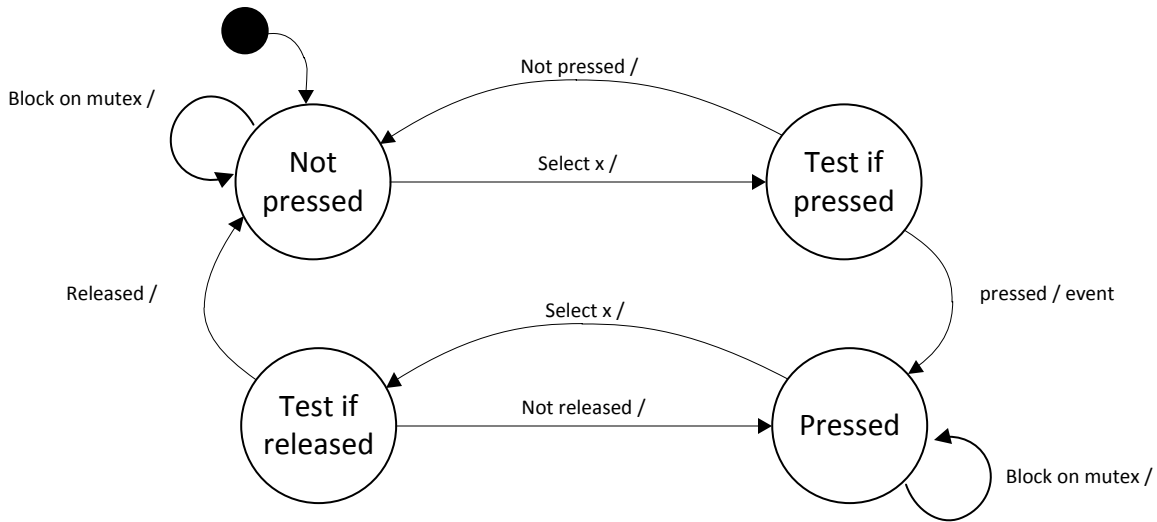 Not pressed /
Block on mutex /
Not
pressed
Select x /
Test if
pressed
Released /
pressed / event
Select x /
Test if
released
Not released /
Pressed
Block on mutex /